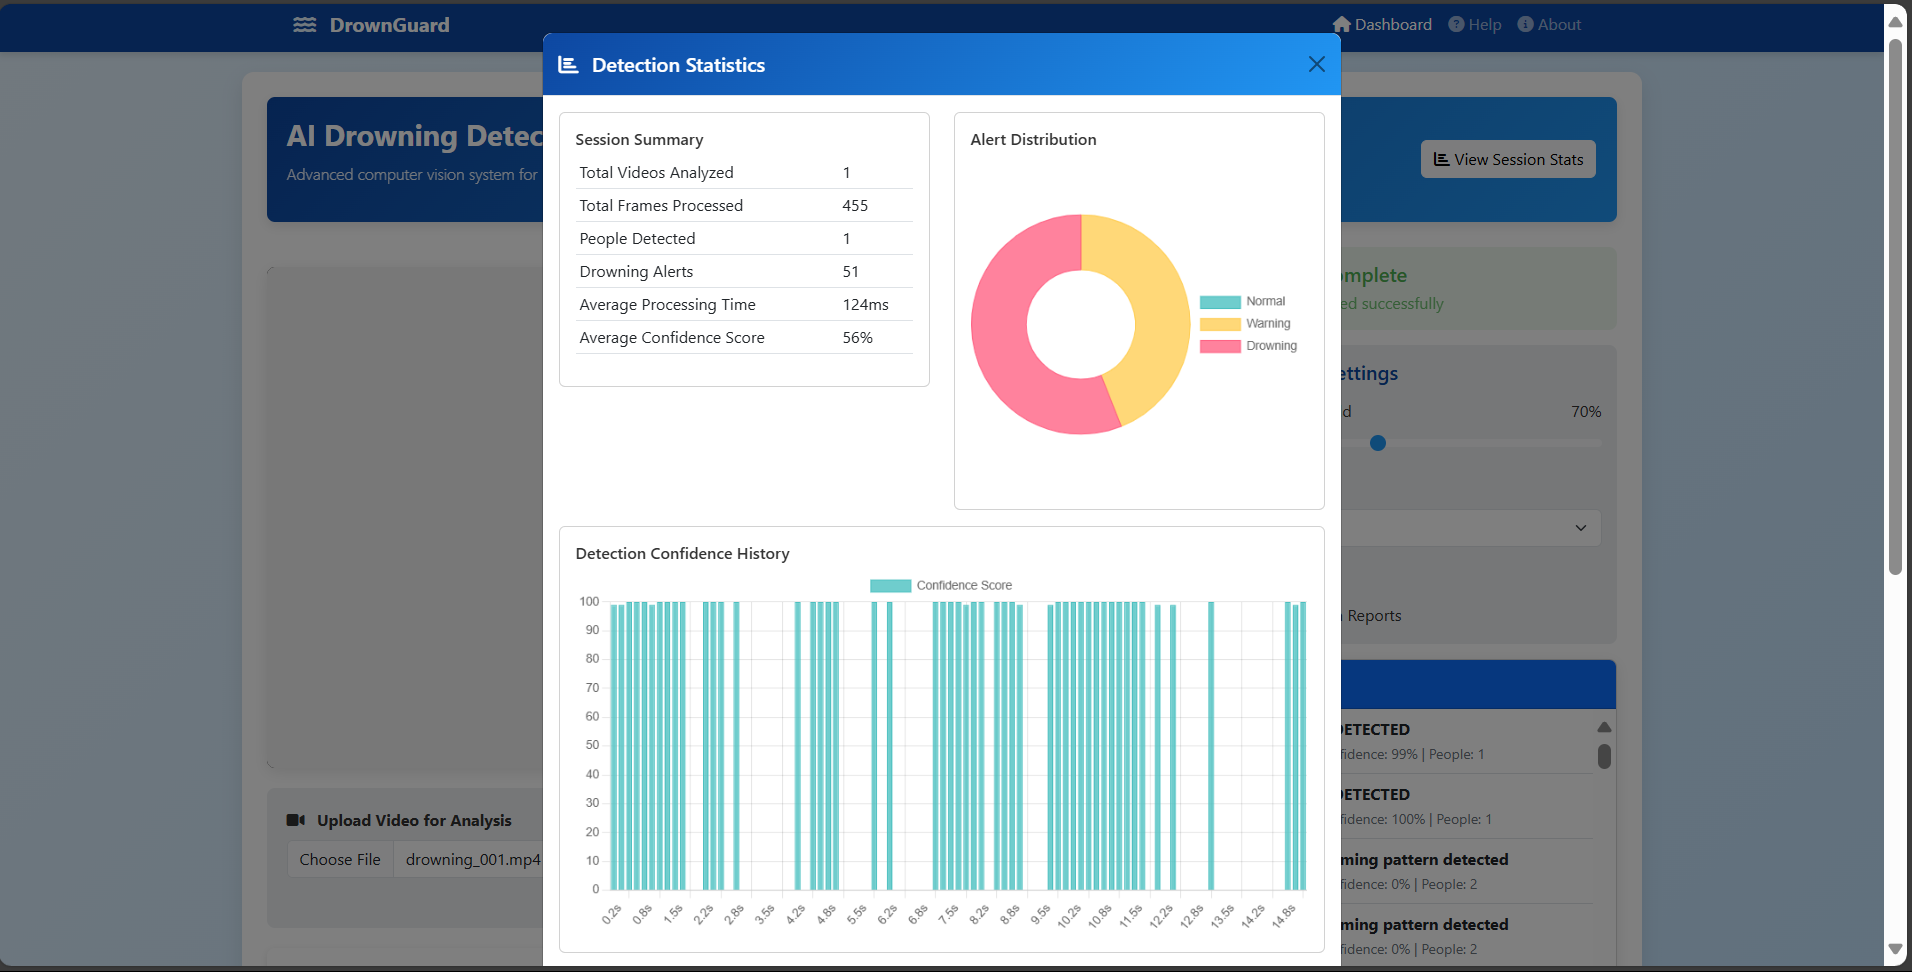 DrownGuard
Dashboard
Help
About
Detection Statistics
AI Drowning Detec
Advanced computer vision system for
View Session Stats
Session Summary
Total Videos Analyzed 1
Total Frames Processed 455
People Detected 1
Drowning Alerts 51
Average Processing Time 124ms
Average Confidence Score 56%
Alert Distribution
Normal
Warning
Drowning
mplete
ed successfully
ettings
d 70%
Reports
Detection Confidence History
Confidence Score
100
90
80
70
60
50
40
30
20
10
0
0.2s 0.8s 1.5s 2.2s 2.8s 3.5s 4.2s 4.8s 5.5s 6.2s 6.8s 7.5s 8.2s 8.8s 9.5s 10.2s 10.8s 11.5s 12.2s 12.8s 13.5s 14.2s 14.8s
DETECTED
fidence: 99% | People: 1
DETECTED
fidence: 100% | People: 1
ming pattern detected
fidence: 0% | People: 2
ming pattern detected
fidence: 0% | People: 2
Upload Video for Analysis
Choose File drowning_001.mp4